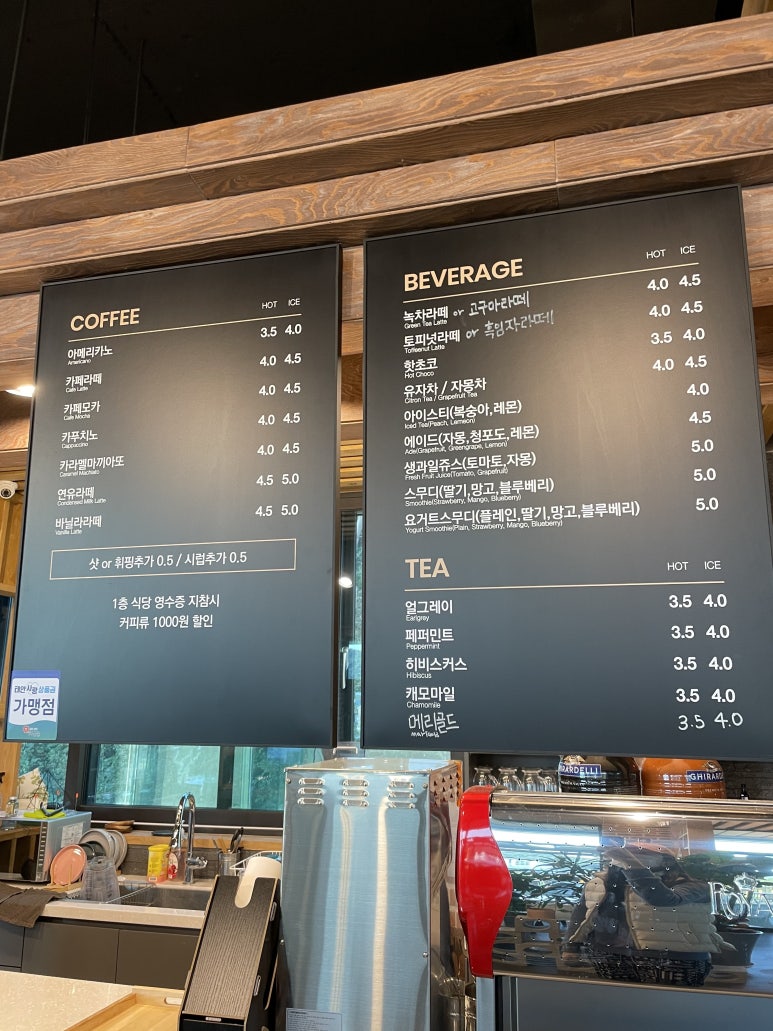 COFFEE
HOT ICE
아메리카노 3.5 4.0
Americano
카페라떼 4.0 4.5
Cafe Latte
카페모카 4.0 4.5
Cafe Mocha
카푸치노 4.0 4.5
Cappuccino
카라멜마끼아또 4.0 4.5
Caramel Machiato
연유라떼 4.5 5.0
Condensed Milk Latte
바닐라라떼 4.5 5.0
Vanilla Latte
샷 or 휘핑추가 0.5 / 시럽추가 0.5
1층 식당 영수증 지참시
커피류 1000원 할인
태안사랑상품권
가맹점
BEVERAGE
HOT ICE
녹차라떼 or 고구마라떼 4.0 4.5
Green Tea Latte
토피넛라떼 or 흑임자라떼!! 4.0 4.5
Toffeenut Latte
핫초코 3.5 4.0
Hot Choco
유자차 / 자몽차 4.0 4.5
Citron Tea / Grapefruit Tea
아이스티(복숭아,레몬) 4.0
Iced Tea(Peach, Lemeon)
에이드(자몽,청포도,레몬) 4.5
Ade(Grapefruit, Greengrape, Lemon)
생과일쥬스(토마토,자몽) 5.0
Fresh Fruit Juice(Tomato, Grapefruit)
스무디(딸기,망고,블루베리) 5.0
Smoothie(Strawberry, Mango, Blueberry)
요거트스무디(플레인,딸기,망고,블루베리) 5.0
Yogurt Smoothie(Plain, Strawberry, Mango, Blueberry)
TEA
HOT ICE
얼그레이 3.5 4.0
Earlgrey
페퍼민트 3.5 4.0
Peppermint
히비스커스 3.5 4.0
Hibiscus
캐모마일 3.5 4.0
Chamomile
메리골드 3.5 4.0
GHIRARDELLI